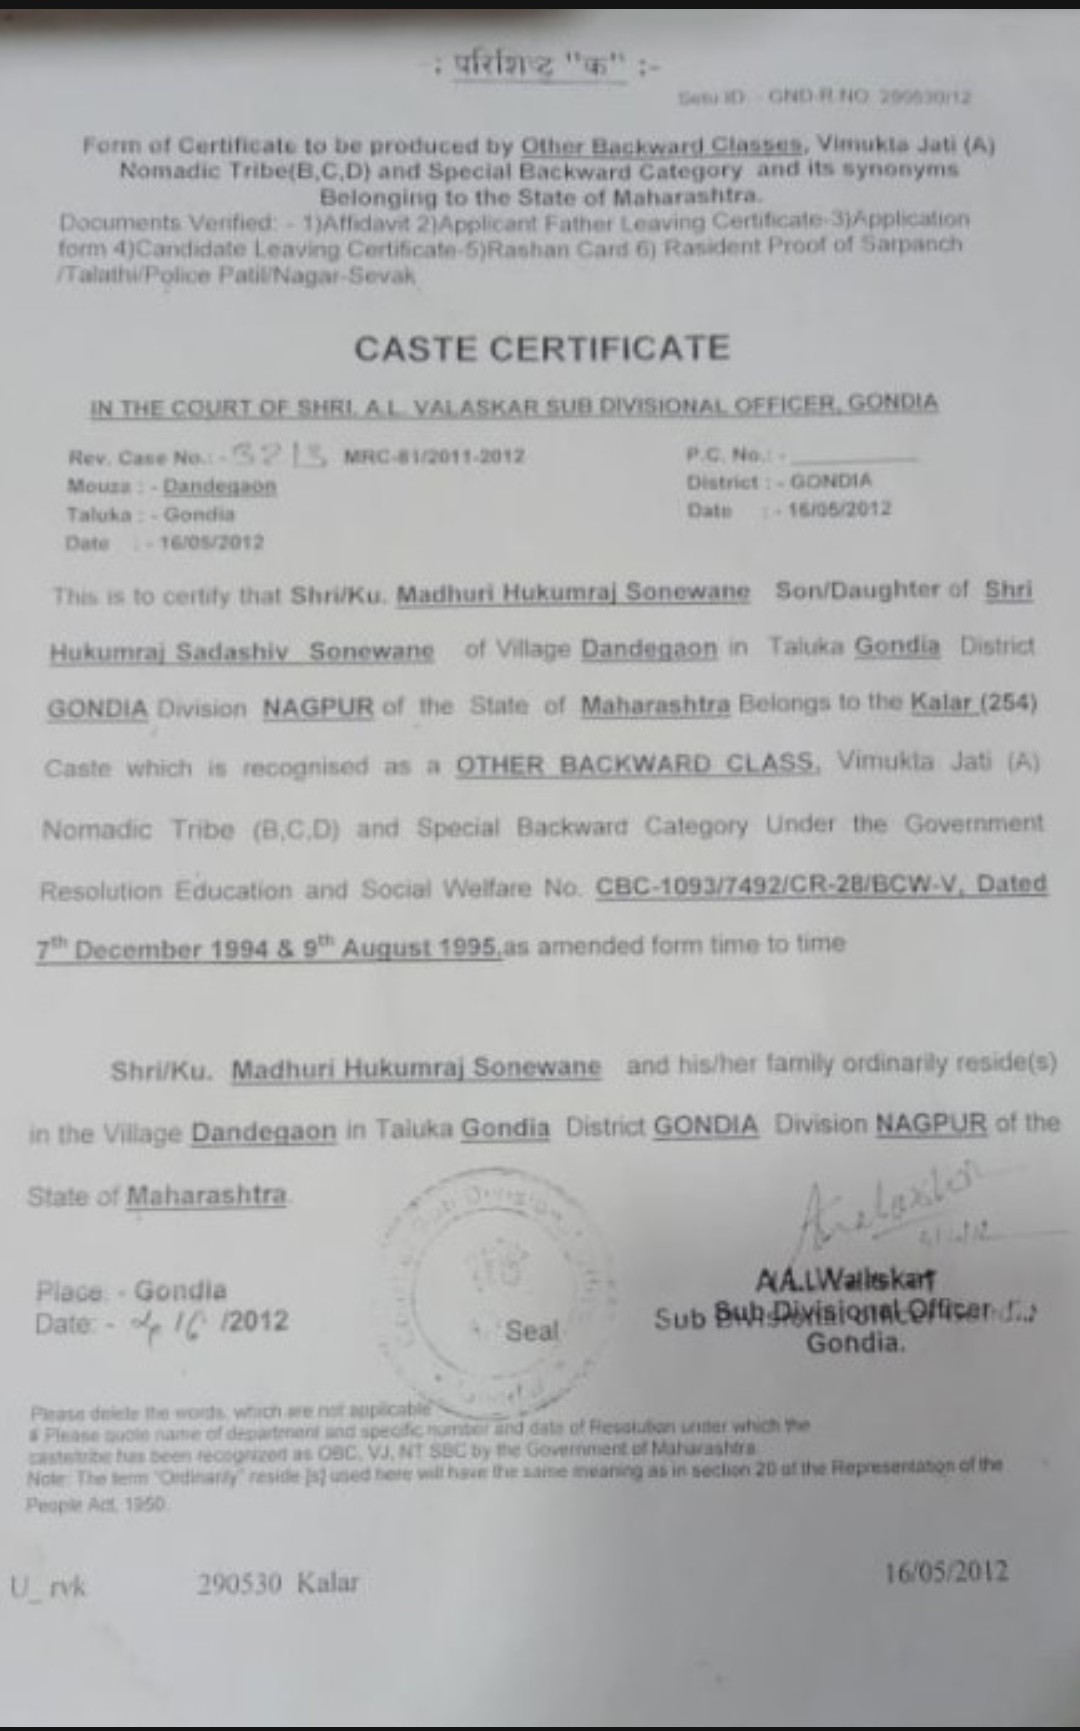 : परिशिष्ट "क" :-
Setu ID - GND-R.NO 290530/12
Form of Certificate to be produced by Other Backward Classes, Vimukta Jati (A)
Nomadic Tribe(B,C,D) and Special Backward Category and its synonyms
Belonging to the State of Maharashtra.
Documents Verified: - 1)Affidavit 2)Applicant Father Leaving Certificate-3)Application
form 4)Candidate Leaving Certificate-5)Rashan Card 6) Rasident Proof of Sarpanch
/Talathi/Police Patil/Nagar-Sevak
CASTE CERTIFICATE
IN THE COURT OF SHRI. A.L. VALASKAR SUB DIVISIONAL OFFICER, GONDIA
Rev. Case No.: - 3213 MRC-81/2011-2012
P.C. No.: -
Mouza : - Dandegaon
District : - GONDIA
Taluka : - Gondia
Date : - 16/05/2012
Date : - 16/05/2012
This is to certify that Shri/Ku. Madhuri Hukumraj Sonewane Son/Daughter of Shri
Hukumraj Sadashiv Sonewane of Village Dandegaon in Taluka Gondia District
GONDIA Division NAGPUR of the State of Maharashtra Belongs to the Kalar (254)
Caste which is recognised as a OTHER BACKWARD CLASS, Vimukta Jati (A)
Nomadic Tribe (B,C,D) and Special Backward Category Under the Government
Resolution Education and Social Welfare No. CBC-1093/7492/CR-28/BCW-V, Dated
7th December 1994 & 9th August 1995,as amended form time to time
Shri/Ku. Madhuri Hukumraj Sonewane and his/her family ordinarily reside(s)
in the Village Dandegaon in Taluka Gondia District GONDIA Division NAGPUR of the
State of Maharashtra
Sub Divisional
Place: - Gondia
Date: - /2012
Seal
Sub Divisional Officer
Gondia.
Please delete the words, which are not applicable
# Please quote name of department and specific number and date of Resolution under which the
caste/tribe has been recognized as OBC, VJ, NT SBC by the Government of Maharashtra
Note: The term "Ordinarily" reside [s] used here will have the same meaning as in section 20 of the Representation of the
People Act, 1950.
U_rvk 290530 Kalar 16/05/2012